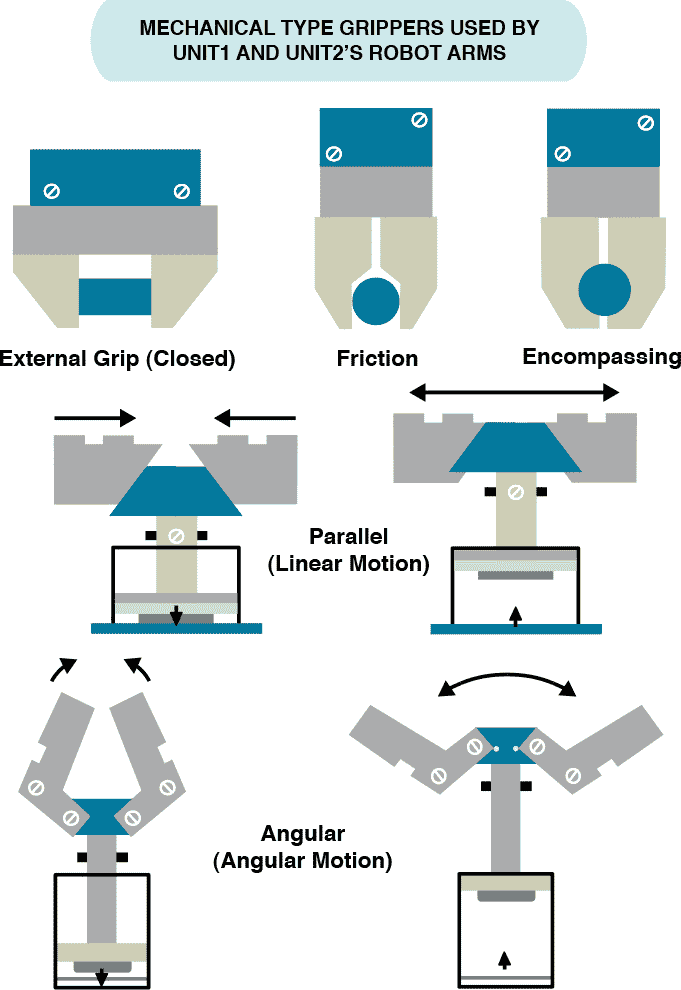 MECHANICAL TYPE GRIPPERS USED BY
UNIT1 AND UNIT2'S ROBOT ARMS
External Grip (Closed)
Friction
Encompassing
Parallel
(Linear Motion)
Angular
(Angular Motion)